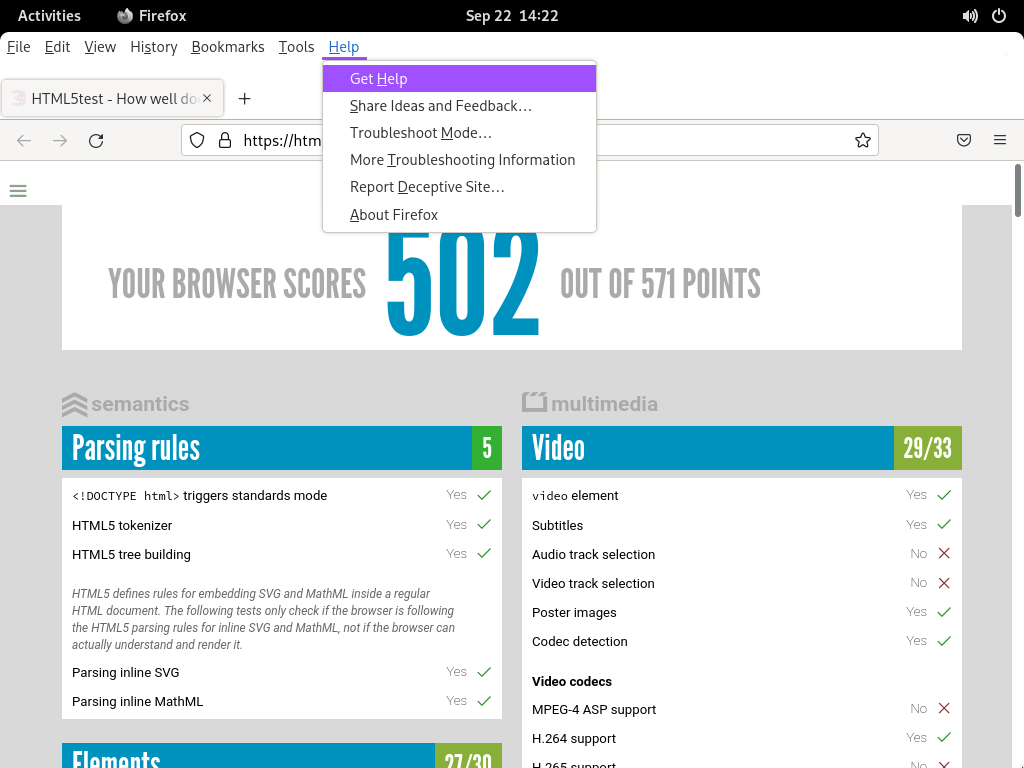 Activities Firefox Sep 22 14:22
File Edit View History Bookmarks Tools Help
Get Help
Share Ideas and Feedback…
Troubleshoot Mode…
More Troubleshooting Information
Report Deceptive Site…
About Firefox
HTML5test - How well do
https://htm
YOUR BROWSER SCORES 502 OUT OF 571 POINTS
semantics
Parsing rules 5
<!DOCTYPE html> triggers standards mode Yes
HTML5 tokenizer Yes
HTML5 tree building Yes
HTML5 defines rules for embedding SVG and MathML inside a regular
HTML document. The following tests only check if the browser is following
the HTML5 parsing rules for inline SVG and MathML, not if the browser can
actually understand and render it.
Parsing inline SVG Yes
Parsing inline MathML Yes
Elements 27/30
multimedia
Video 29/33
video element Yes
Subtitles Yes
Audio track selection No
Video track selection No
Poster images Yes
Codec detection Yes
Video codecs
MPEG-4 ASP support No
H.264 support Yes
H.265 support No